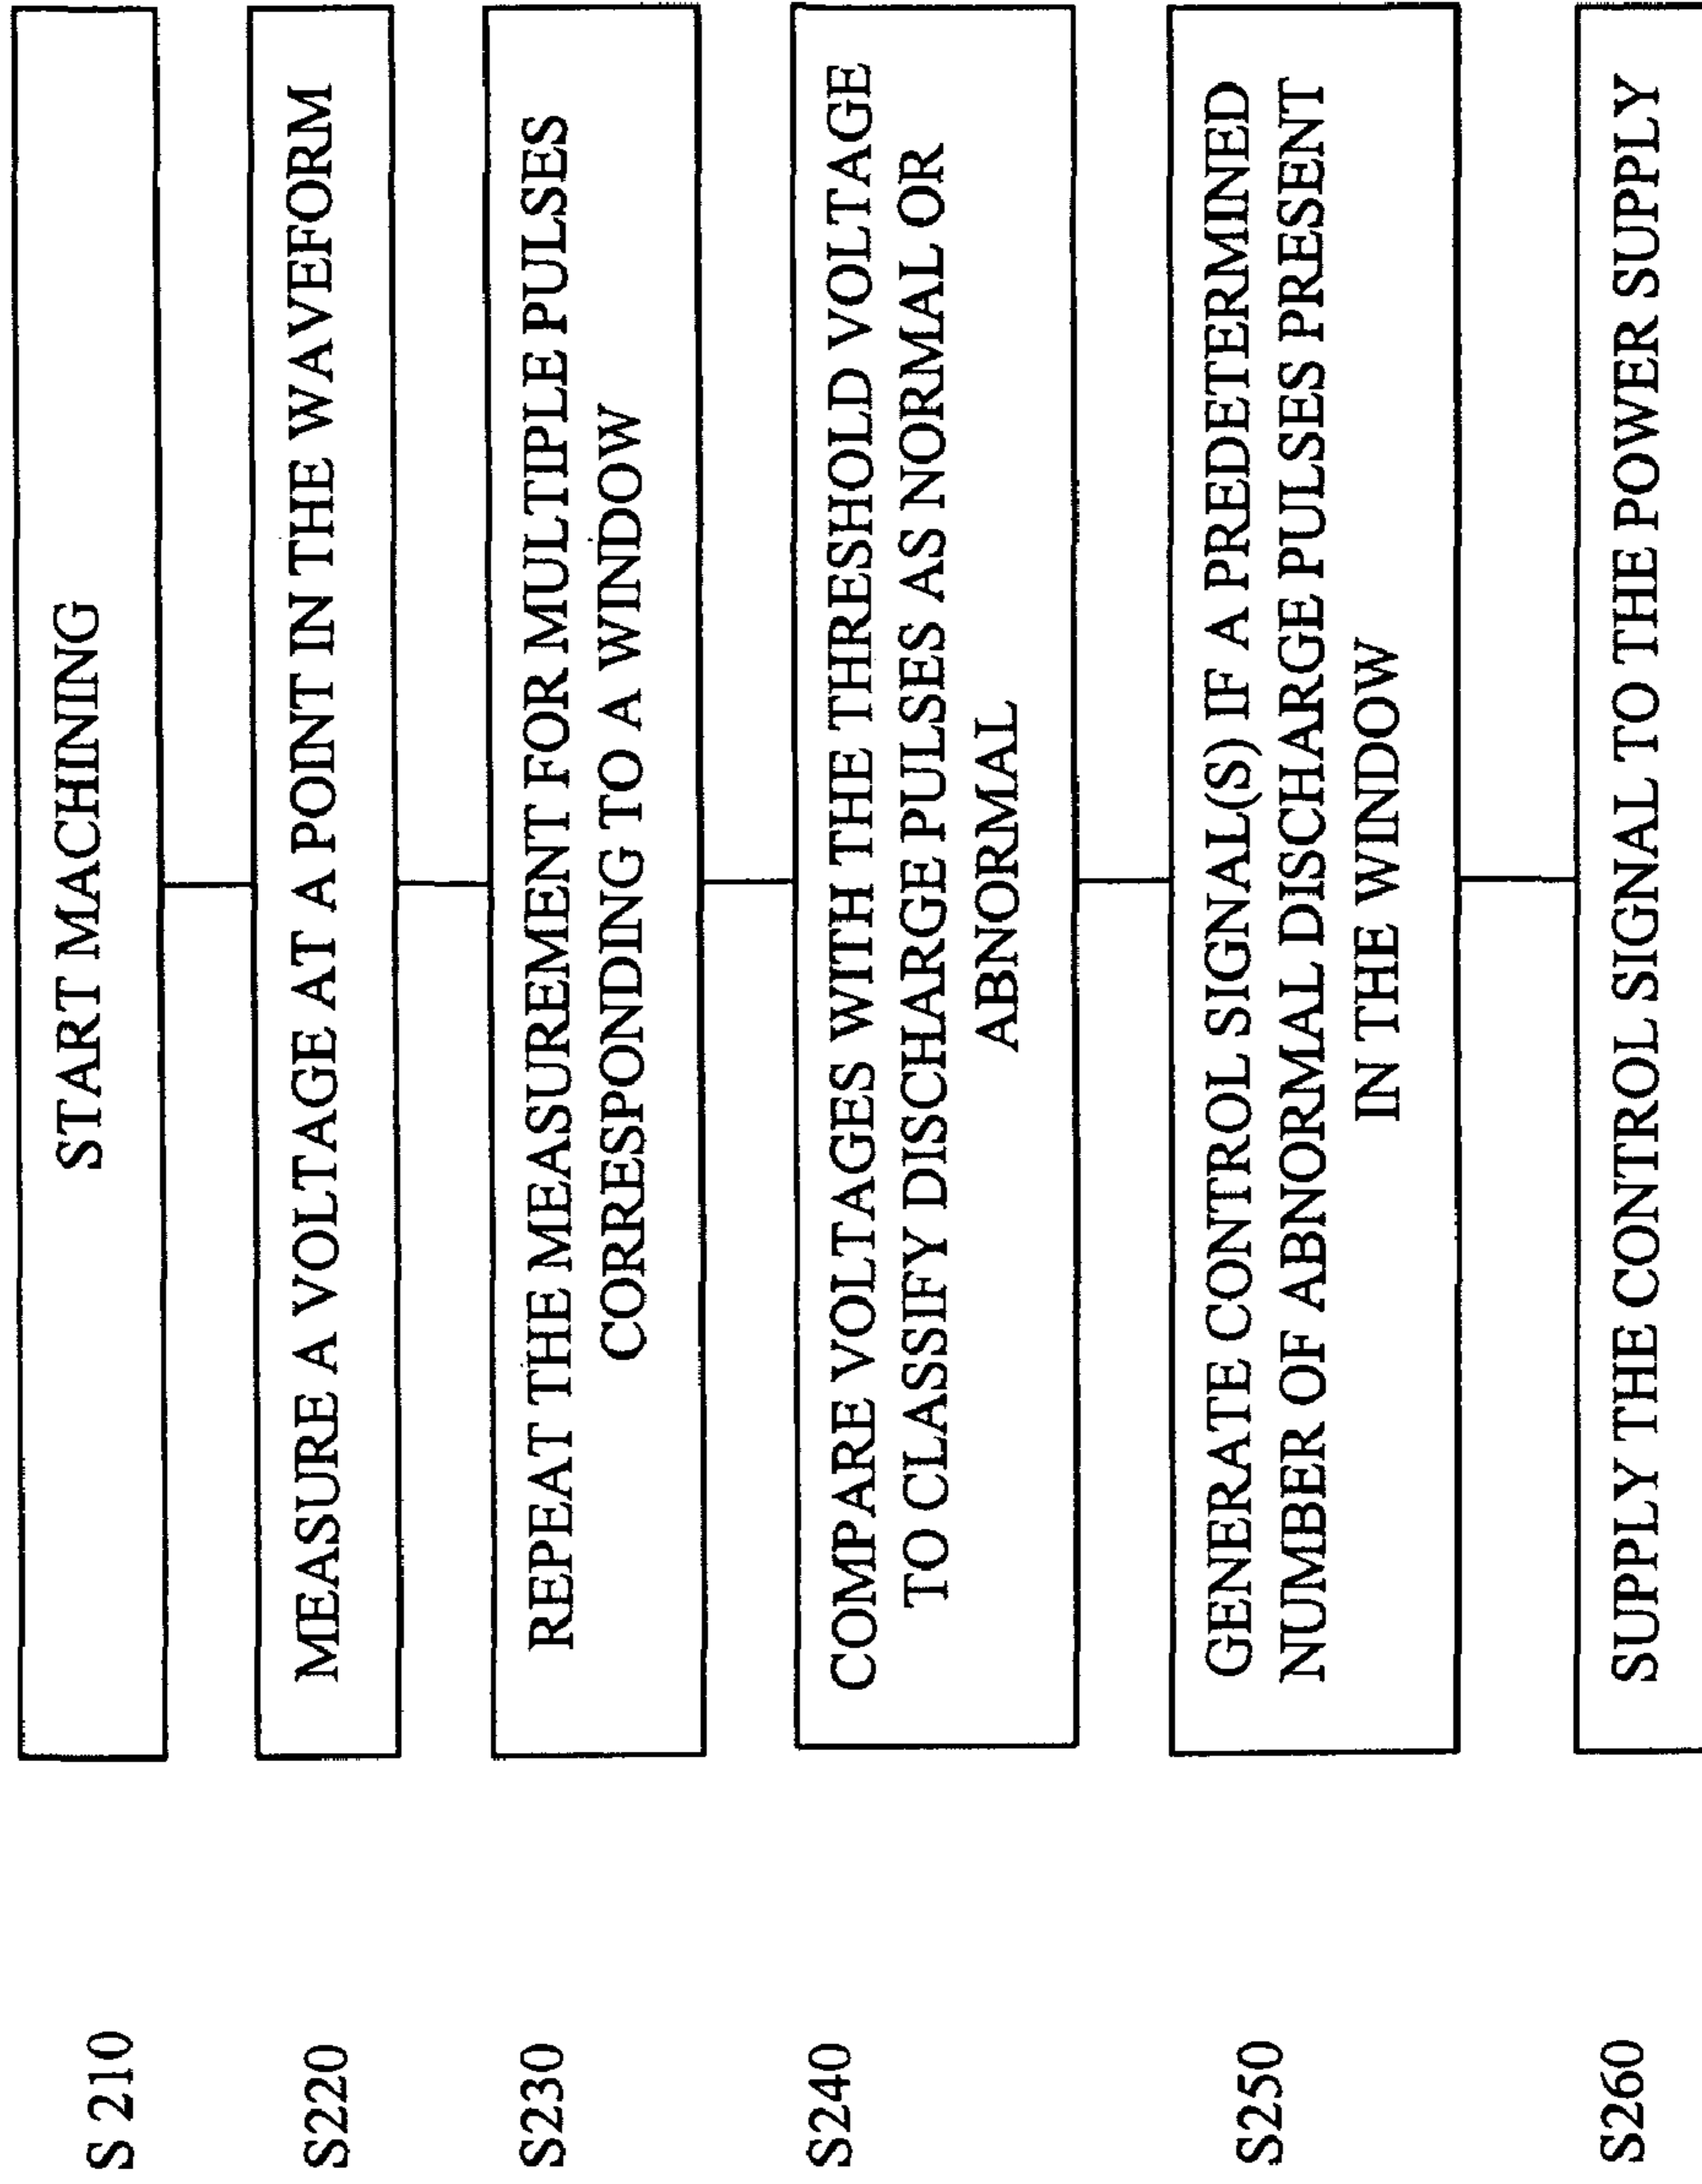 S 210
START MACHINING
S220
MEASURE A VOLTAGE AT A POINT IN THE WAVEFORM
S230
REPEAT THE MEASUREMENT FOR MULTIPLE PULSES
CORRESPONDING TO A WINDOW
S240
COMPARE VOLTAGES WITH THE THRESHOLD VOLTAGE
TO CLASSIFY DISCHARGE PULSES AS NORMAL OR
ABNORMAL
S250
GENERATE CONTROL SIGNAL(S) IF A PREDETERMINED
NUMBER OF ABNORMAL DISCHARGE PULSES PRESENT
IN THE WINDOW
S260
SUPPLY THE CONTROL SIGNAL TO THE POWER SUPPLY